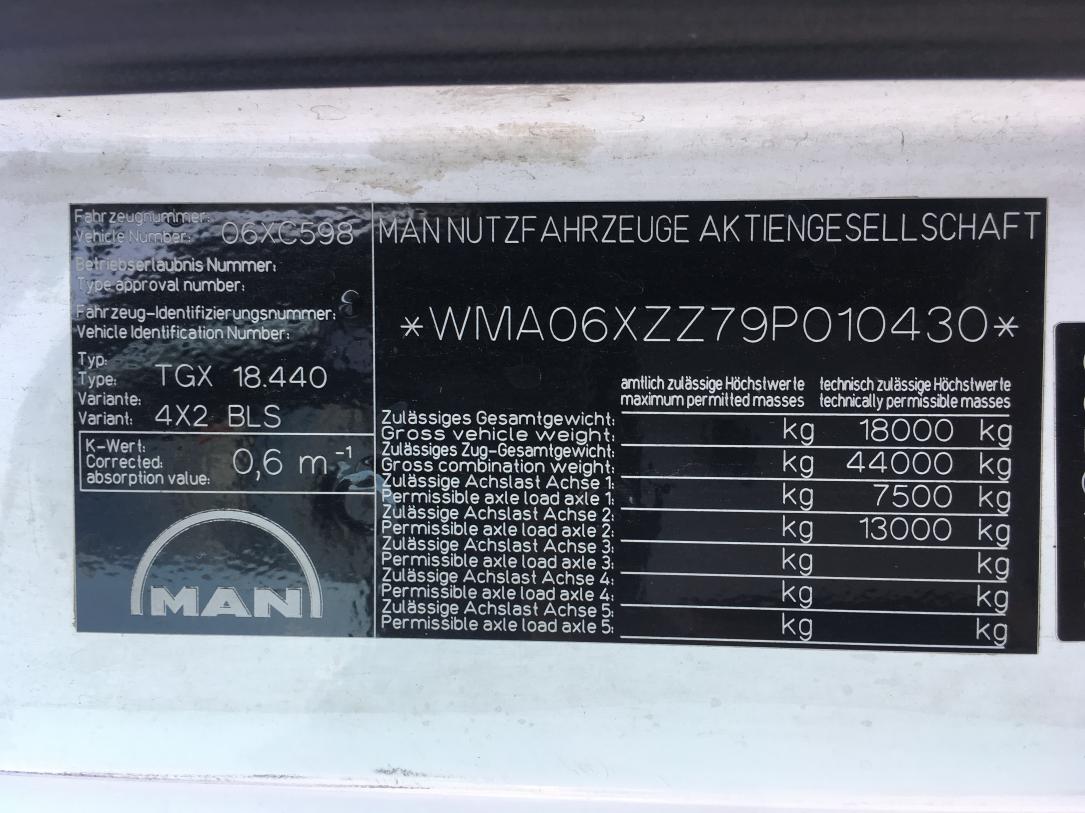 Fahrzeugnummer:
Vehicle Number: 06XC598
Betriebserlaubnis Nummer:
Type approval number:
Fahrzeug-Identifizierungsnummer:
Vehicle Identification Number:
Typ:
Type: TGX 18.440
Variante:
Variant: 4X2 BLS
K-Wert:
Corrected:
absorption value: 0,6 m⁻¹
MAN
MAN NUTZFAHRZEUGE AKTIENGESELLSCHAFT
*WMA06XZZ79P010430*
amtlich zulässige Höchstwerte technisch zulässige Höchstwerte
maximum permitted masses technically permissible masses
Zulässiges Gesamtgewicht:
Gross vehicle weight: kg 18000 kg
Zulässiges Zug-Gesamtgewicht:
Gross combination weight: kg 44000 kg
Zulässige Achslast Achse 1:
Permissible axle load axle 1: kg 7500 kg
Zulässige Achslast Achse 2:
Permissible axle load axle 2: kg 13000 kg
Zulässige Achslast Achse 3:
Permissible axle load axle 3: kg kg
Zulässige Achslast Achse 4:
Permissible axle load axle 4: kg kg
Zulässige Achslast Achse 5:
Permissible axle load axle 5: kg kg